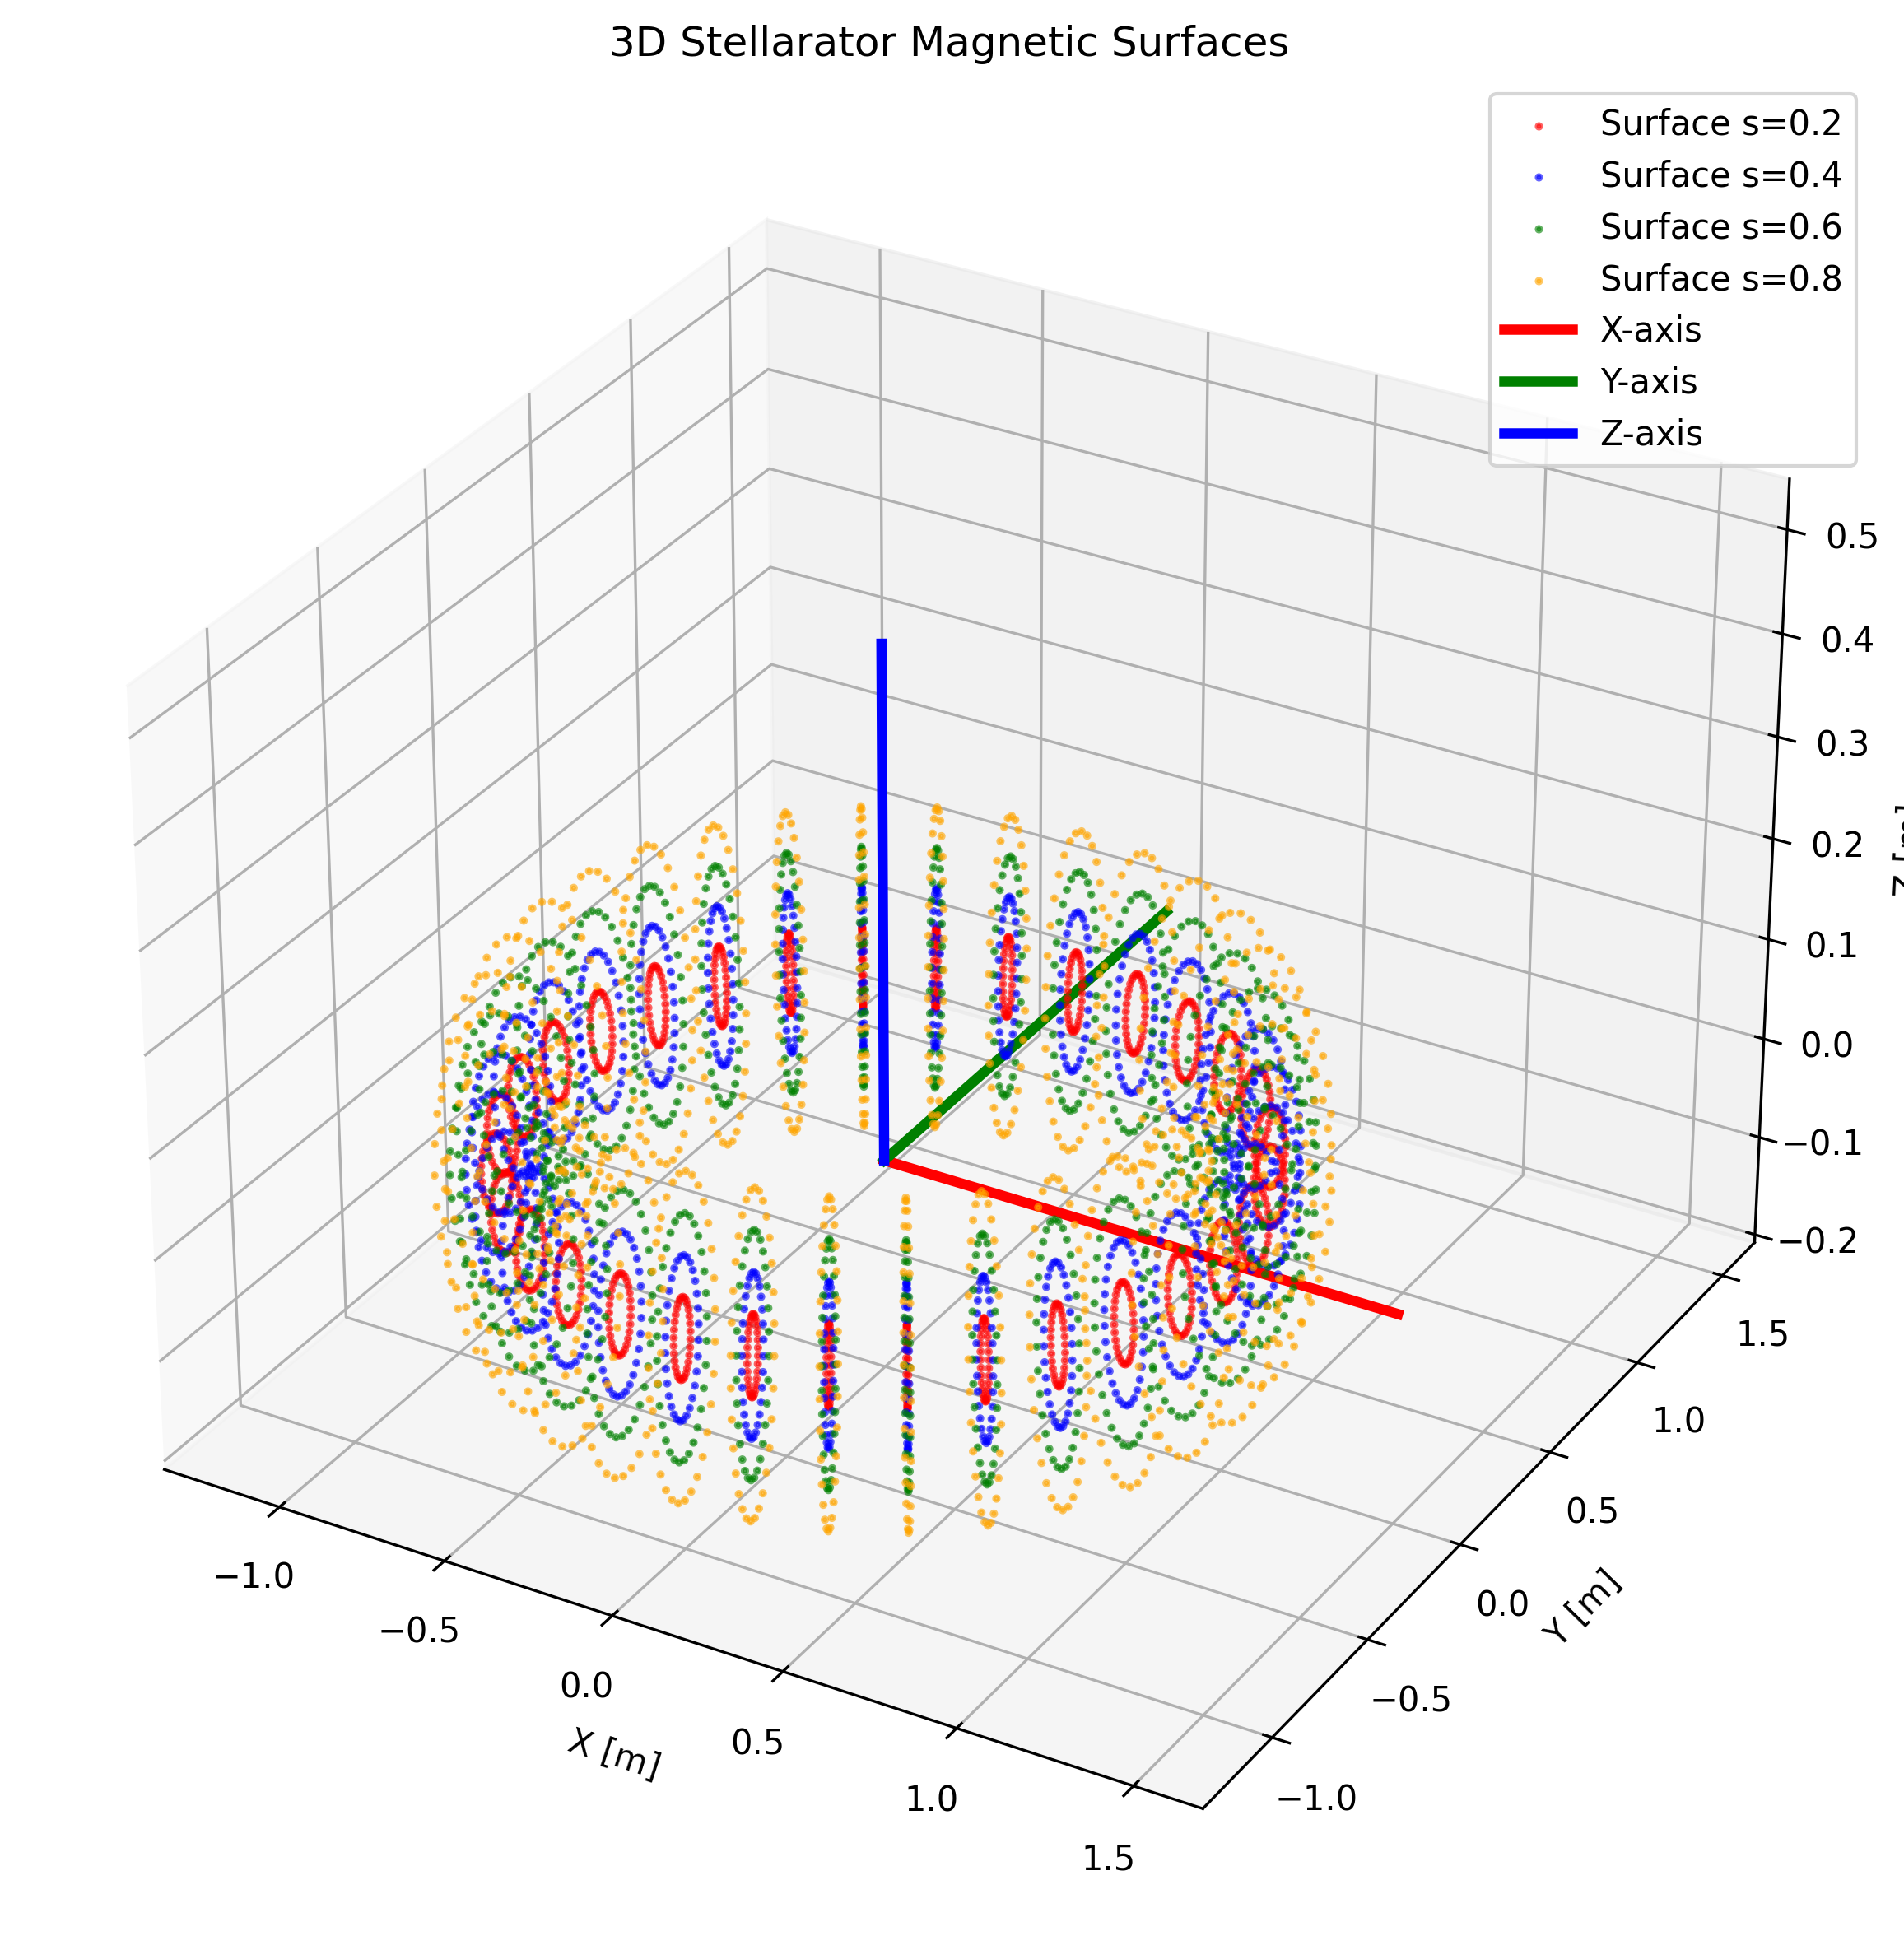 3D Stellarator Magnetic Surfaces
Surface s=0.2
Surface s=0.4
Surface s=0.6
Surface s=0.8
X-axis
Y-axis
Z-axis
0.5
0.4
0.3
0.2
0.1
0.0
−0.1
−0.2
Z [m]
1.5
1.0
0.5
0.0
−0.5
−1.0
Y [m]
−1.0
−0.5
0.0
0.5
1.0
1.5
X [m]